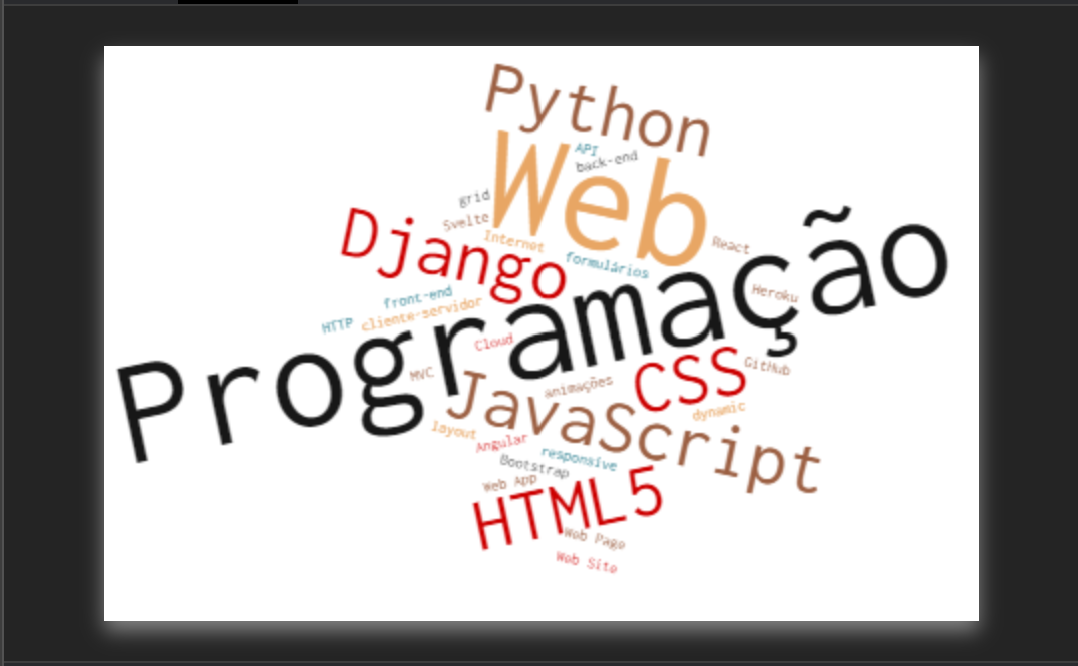 Python
API
back-end
Web
grid
Svelte
Django
Internet
React
formulários
Programação
Heroku
front-end
cliente-servidor
HTTP
Cloud
CSS
GitHub
MVC
JavaScript
animações
dynamic
layout
Angular
responsive
Bootstrap
Web App
HTML5
Web Page
Web Site